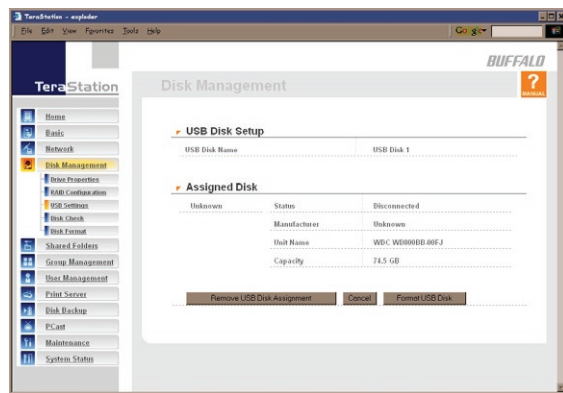 TeraStation - exploder
File Edit View Favorites Tools Help
Go
BUFFALO
TeraStation
Disk Management
?
MANUAL
Home
Basic
Network
Disk Management
Drive Properties
RAID Configuration
USB Settings
Disk Check
Disk Format
Shared Folders
Group Management
User Management
Print Server
Disk Backup
PCast
Maintenance
System Status
USB Disk Setup
USB Disk Name USB Disk 1
Assigned Disk
Unknown Status Disconnected
Manufacturer Unknown
Unit Name WDC WD800BB-00FJ
Capacity 74.5 GB
Remove USB Disk Assignment Cancel Format USB Disk